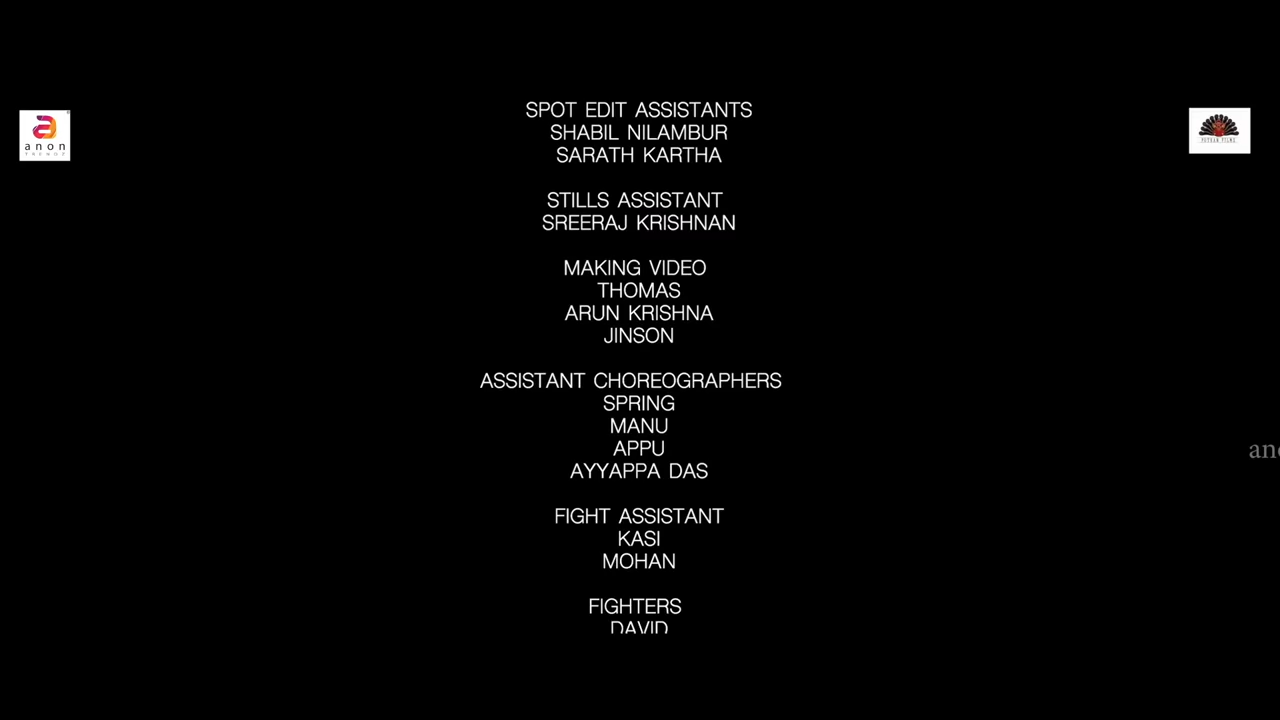 SPOT EDIT ASSISTANTS
SHABIL NILAMBUR
SARATH KARTHA
STILLS ASSISTANT
SREERAJ KRISHNAN
MAKING VIDEO
THOMAS
ARUN KRISHNA
JINSON
ASSISTANT CHOREOGRAPHERS
SPRING
MANU
APPU
AYYAPPA DAS
FIGHT ASSISTANT
KASI
MOHAN
FIGHTERS
DAVID
anon